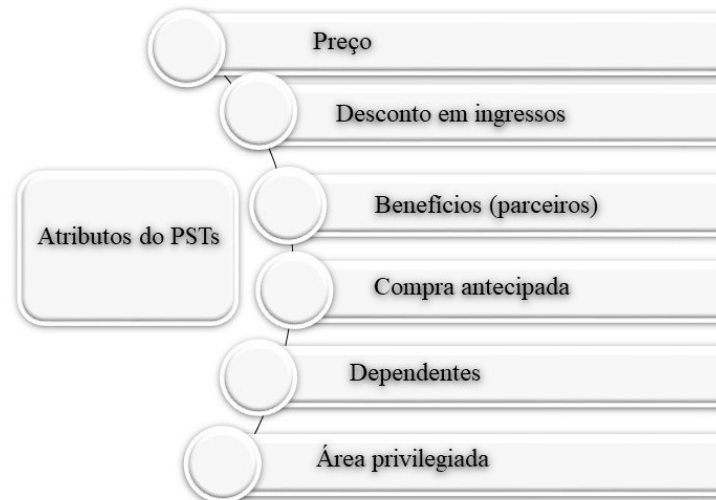 Preço
Desconto em ingressos
Benefícios (parceiros)
Atributos do PSTs
Compra antecipada
Dependentes
Área privilegiada